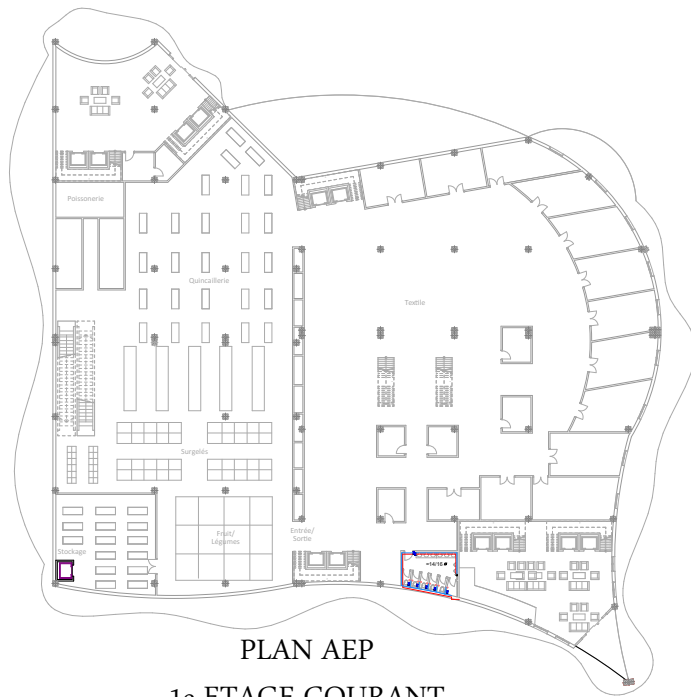 Poissonerie
Quincaillerie
Textile
Surgelés
Stockage
Fruit/
Légumes
Entrée/
Sortie
PLAN AEP
1e ETAGE COURANT